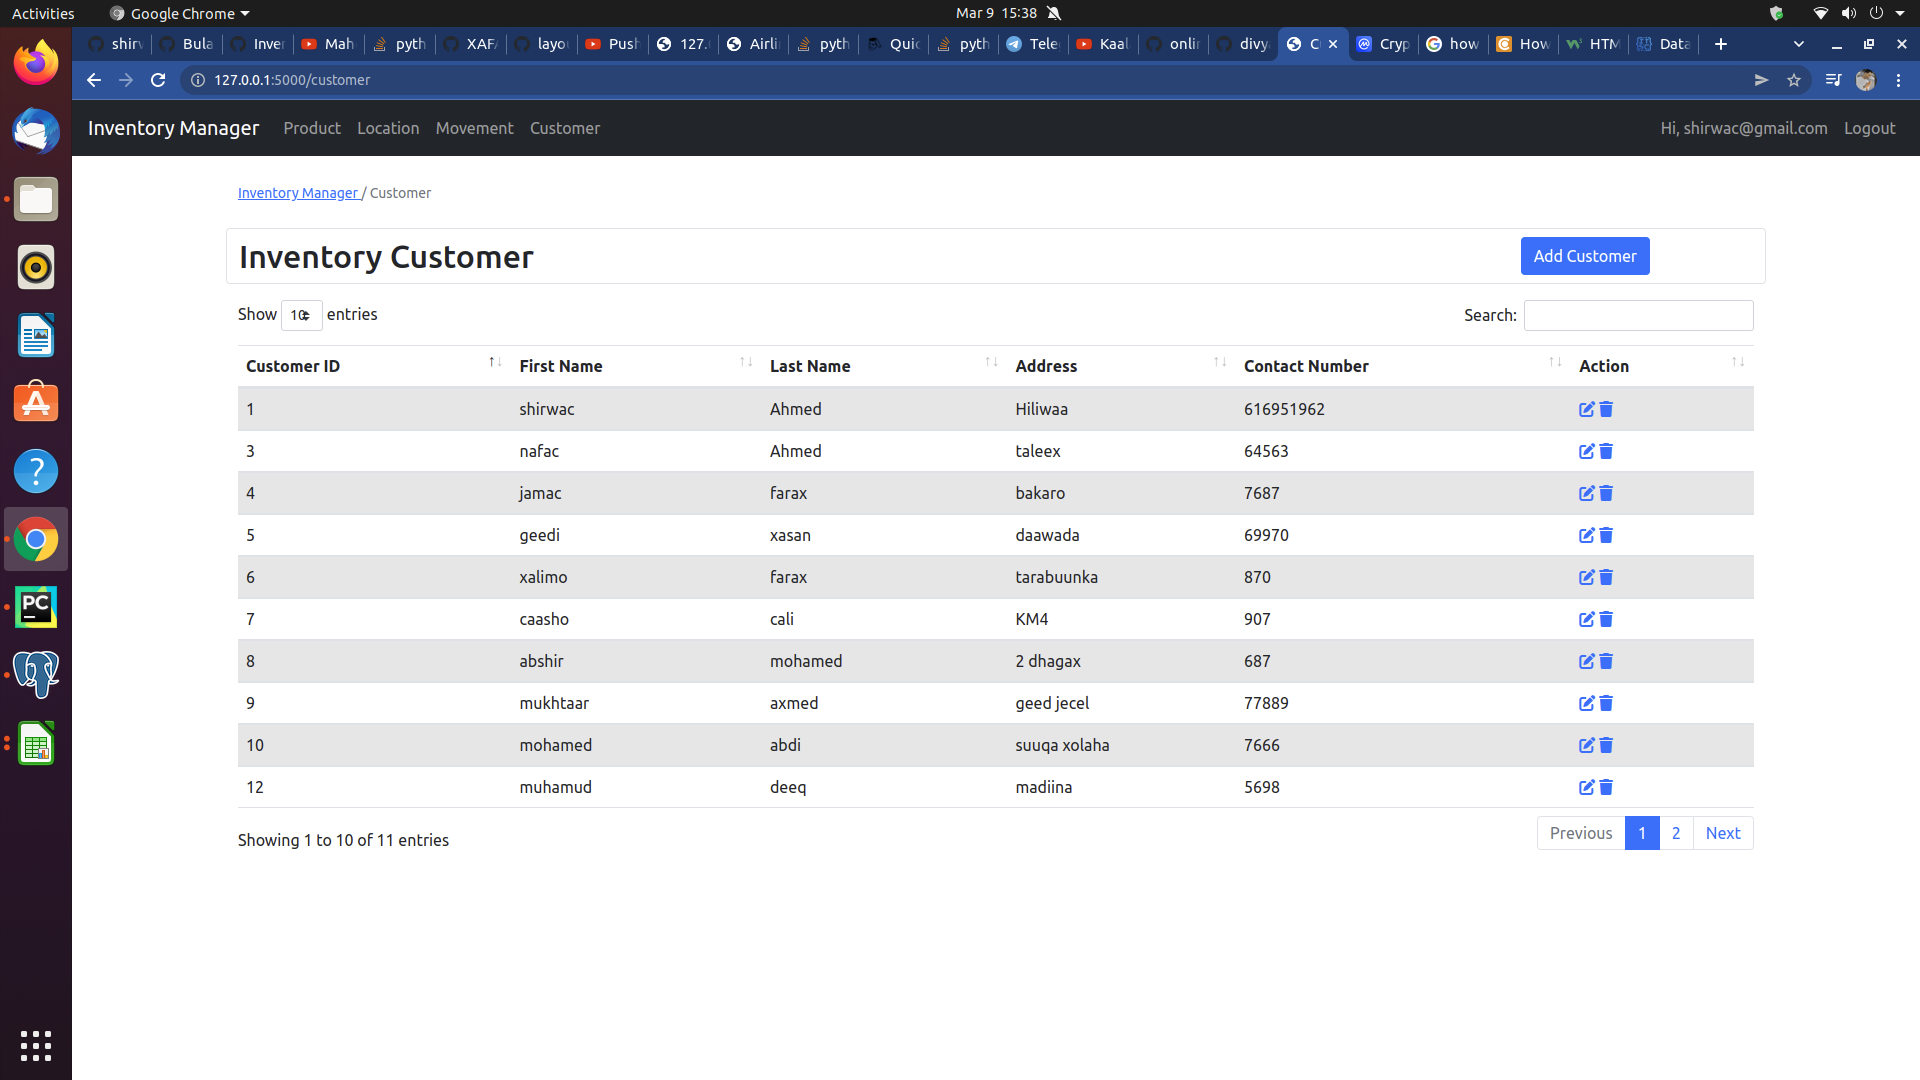 Activities Google Chrome Mar 9 15:38
shirv Bula Inver Mah pyth XAFA layou Push 127. Airli pyth Quic pyth Tele Kaal onlin divy C Cryp how How HTM Data
127.0.0.1:5000/customer
Inventory Manager Product Location Movement Customer Hi, shirwac@gmail.com Logout
Inventory Manager / Customer
Inventory Customer Add Customer
Show 10 entries Search:
Customer ID First Name Last Name Address Contact Number Action
1 shirwac Ahmed Hiliwaa 616951962
3 nafac Ahmed taleex 64563
4 jamac farax bakaro 7687
5 geedi xasan daawada 69970
6 xalimo farax tarabuunka 870
7 caasho cali KM4 907
8 abshir mohamed 2 dhagax 687
9 mukhtaar axmed geed jecel 77889
10 mohamed abdi suuqa xolaha 7666
12 muhamud deeq madiina 5698
Showing 1 to 10 of 11 entries Previous 1 2 Next
PC